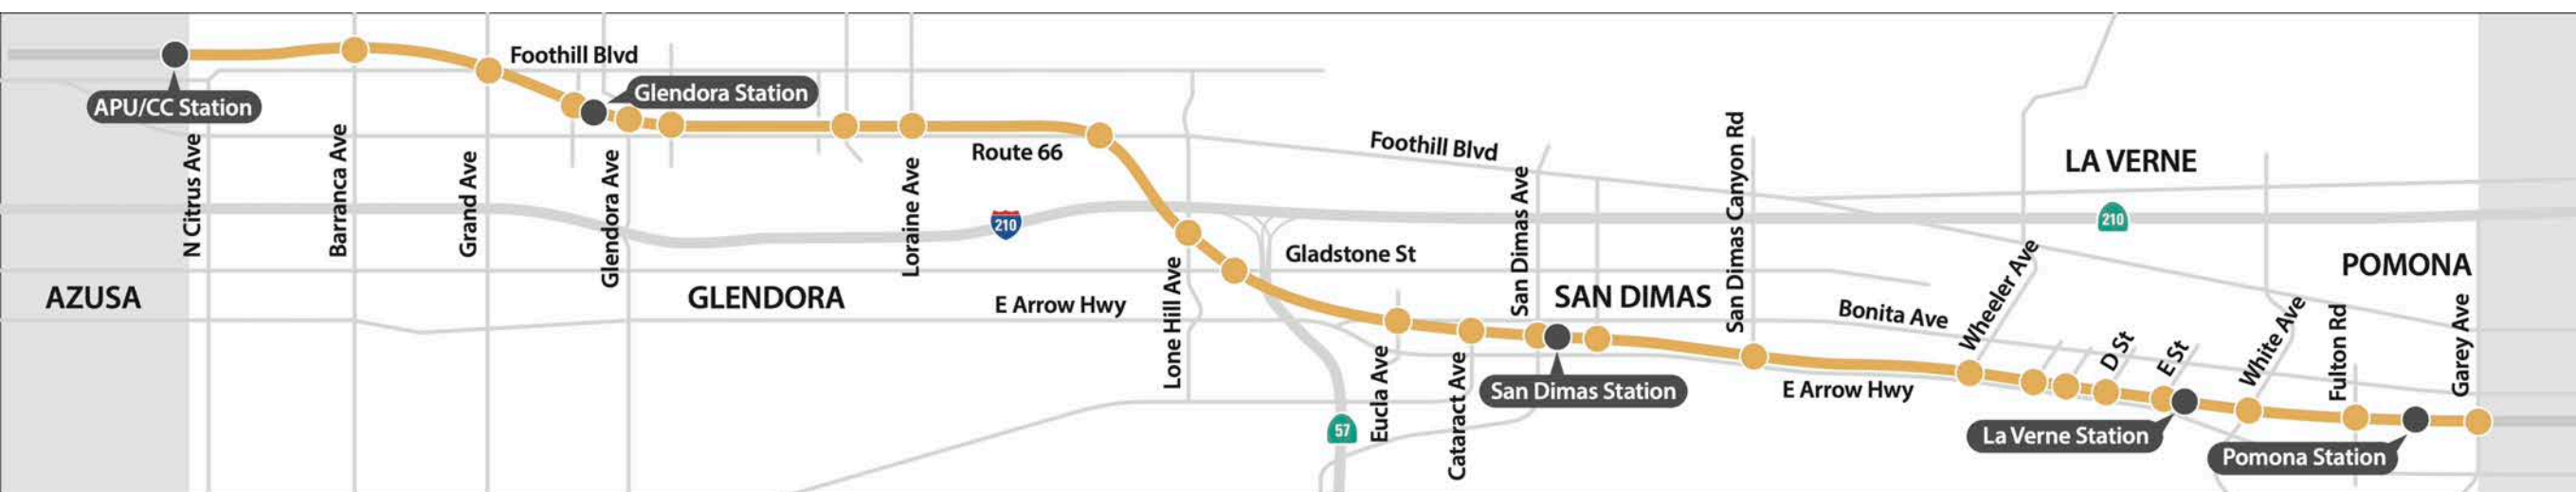 Foothill Blvd
Glendora Station
APU/CC Station
N Citrus Ave
Barranca Ave
Grand Ave
Glendora Ave
Loraine Ave
Route 66
Foothill Blvd
San Dimas Ave
San Dimas Canyon Rd
LA VERNE
210
210
Gladstone St
POMONA
AZUSA
GLENDORA
E Arrow Hwy
Lone Hill Ave
SAN DIMAS
Bonita Ave
Wheeler Ave
D St
E St
White Ave
Fulton Rd
Garey Ave
Eucla Ave
Cataract Ave
San Dimas Station
E Arrow Hwy
57
La Verne Station
Pomona Station